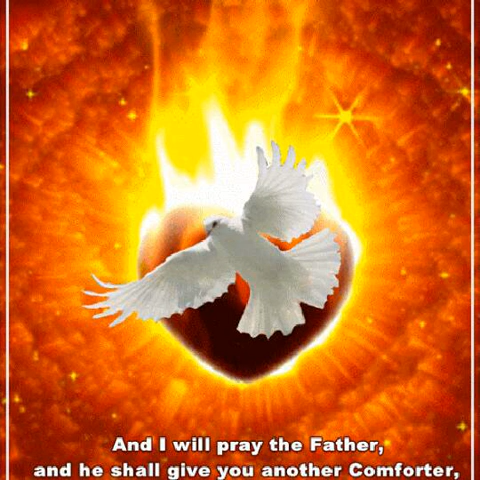 And I will pray the Father,
and he shall give you another Comforter,